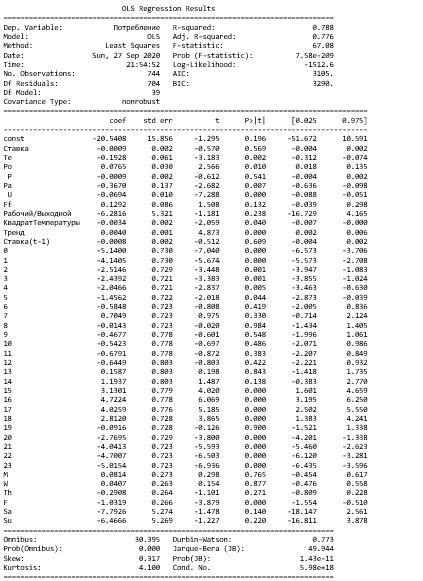 OLS Regression Results
Dep. Variable: Потребление R-squared: 0.788
Model: OLS Adj. R-squared: 0.776
Method: Least Squares F-statistic: 67.08
Date: Sun, 27 Sep 2020 Prob (F-statistic): 7.58e-209
Time: 21:54:52 Log-Likelihood: -1512.6
No. Observations: 744 AIC: 3105.
Df Residuals: 704 BIC: 3290.
Df Model: 39
Covariance Type: nonrobust
coef std err t P>|t| [0.025 0.975]
const -20.5408 15.856 -1.295 0.196 -51.672 10.591
Ставка -0.0009 0.002 -0.570 0.569 -0.004 0.002
Te -0.1928 0.061 -3.183 0.002 -0.312 -0.074
Po 0.0765 0.030 2.566 0.010 0.018 0.135
P -0.0009 0.002 -0.612 0.541 -0.004 0.002
Pa -0.3670 0.137 -2.682 0.007 -0.636 -0.098
U -0.0694 0.010 -7.288 0.000 -0.088 -0.051
Ff 0.1292 0.086 1.508 0.132 -0.039 0.298
Рабочий/Выходной -6.2816 5.321 -1.181 0.238 -16.729 4.165
КвадратТемпературы -0.0034 0.002 -2.059 0.040 -0.007 -0.000
Тренд 0.0040 0.001 4.873 0.000 0.002 0.006
Ставка(t-1) -0.0008 0.002 -0.512 0.609 -0.004 0.002
0 -5.1400 0.730 -7.040 0.000 -6.573 -3.706
1 -4.1405 0.730 -5.674 0.000 -5.573 -2.708
2 -2.5146 0.729 -3.448 0.001 -3.947 -1.083
3 -2.4392 0.721 -3.383 0.001 -3.855 -1.024
4 -2.0466 0.721 -2.837 0.005 -3.463 -0.630
5 -1.4562 0.722 -2.018 0.044 -2.873 -0.039
6 -0.5848 0.723 -0.808 0.419 -2.005 0.836
7 0.7049 0.723 0.975 0.330 -0.714 2.124
8 -0.0143 0.723 -0.020 0.984 -1.434 1.405
9 -0.4677 0.778 -0.601 0.548 -1.996 1.061
10 -0.5423 0.778 -0.697 0.486 -2.071 0.986
11 -0.6791 0.778 -0.872 0.383 -2.207 0.849
12 -0.6449 0.803 -0.803 0.422 -2.221 0.932
13 0.1587 0.803 0.198 0.843 -1.418 1.735
14 1.1937 0.803 1.487 0.138 -0.383 2.770
15 3.1301 0.779 4.020 0.000 1.601 4.659
16 4.7224 0.778 6.069 0.000 3.195 6.250
17 4.0259 0.776 5.185 0.000 2.502 5.550
18 2.8120 0.728 3.865 0.000 1.383 4.241
19 -0.0916 0.728 -0.126 0.900 -1.521 1.338
20 -2.7695 0.729 -3.800 0.000 -4.201 -1.338
21 -4.0413 0.723 -5.593 0.000 -5.460 -2.623
22 -4.7007 0.723 -6.503 0.000 -6.120 -3.281
23 -5.0154 0.723 -6.936 0.000 -6.435 -3.596
M 0.0814 0.273 0.298 0.765 -0.454 0.617
W 0.0407 0.263 0.154 0.877 -0.476 0.558
Th -0.2908 0.264 -1.101 0.271 -0.809 0.228
F -1.0319 0.266 -3.879 0.000 -1.554 -0.510
Sa -7.7926 5.274 -1.478 0.140 -18.147 2.561
Su -6.4666 5.269 -1.227 0.220 -16.811 3.878
Omnibus: 30.395 Durbin-Watson: 0.773
Prob(Omnibus): 0.000 Jarque-Bera (JB): 49.944
Skew: 0.317 Prob(JB): 1.43e-11
Kurtosis: 4.100 Cond. No. 5.98e+18